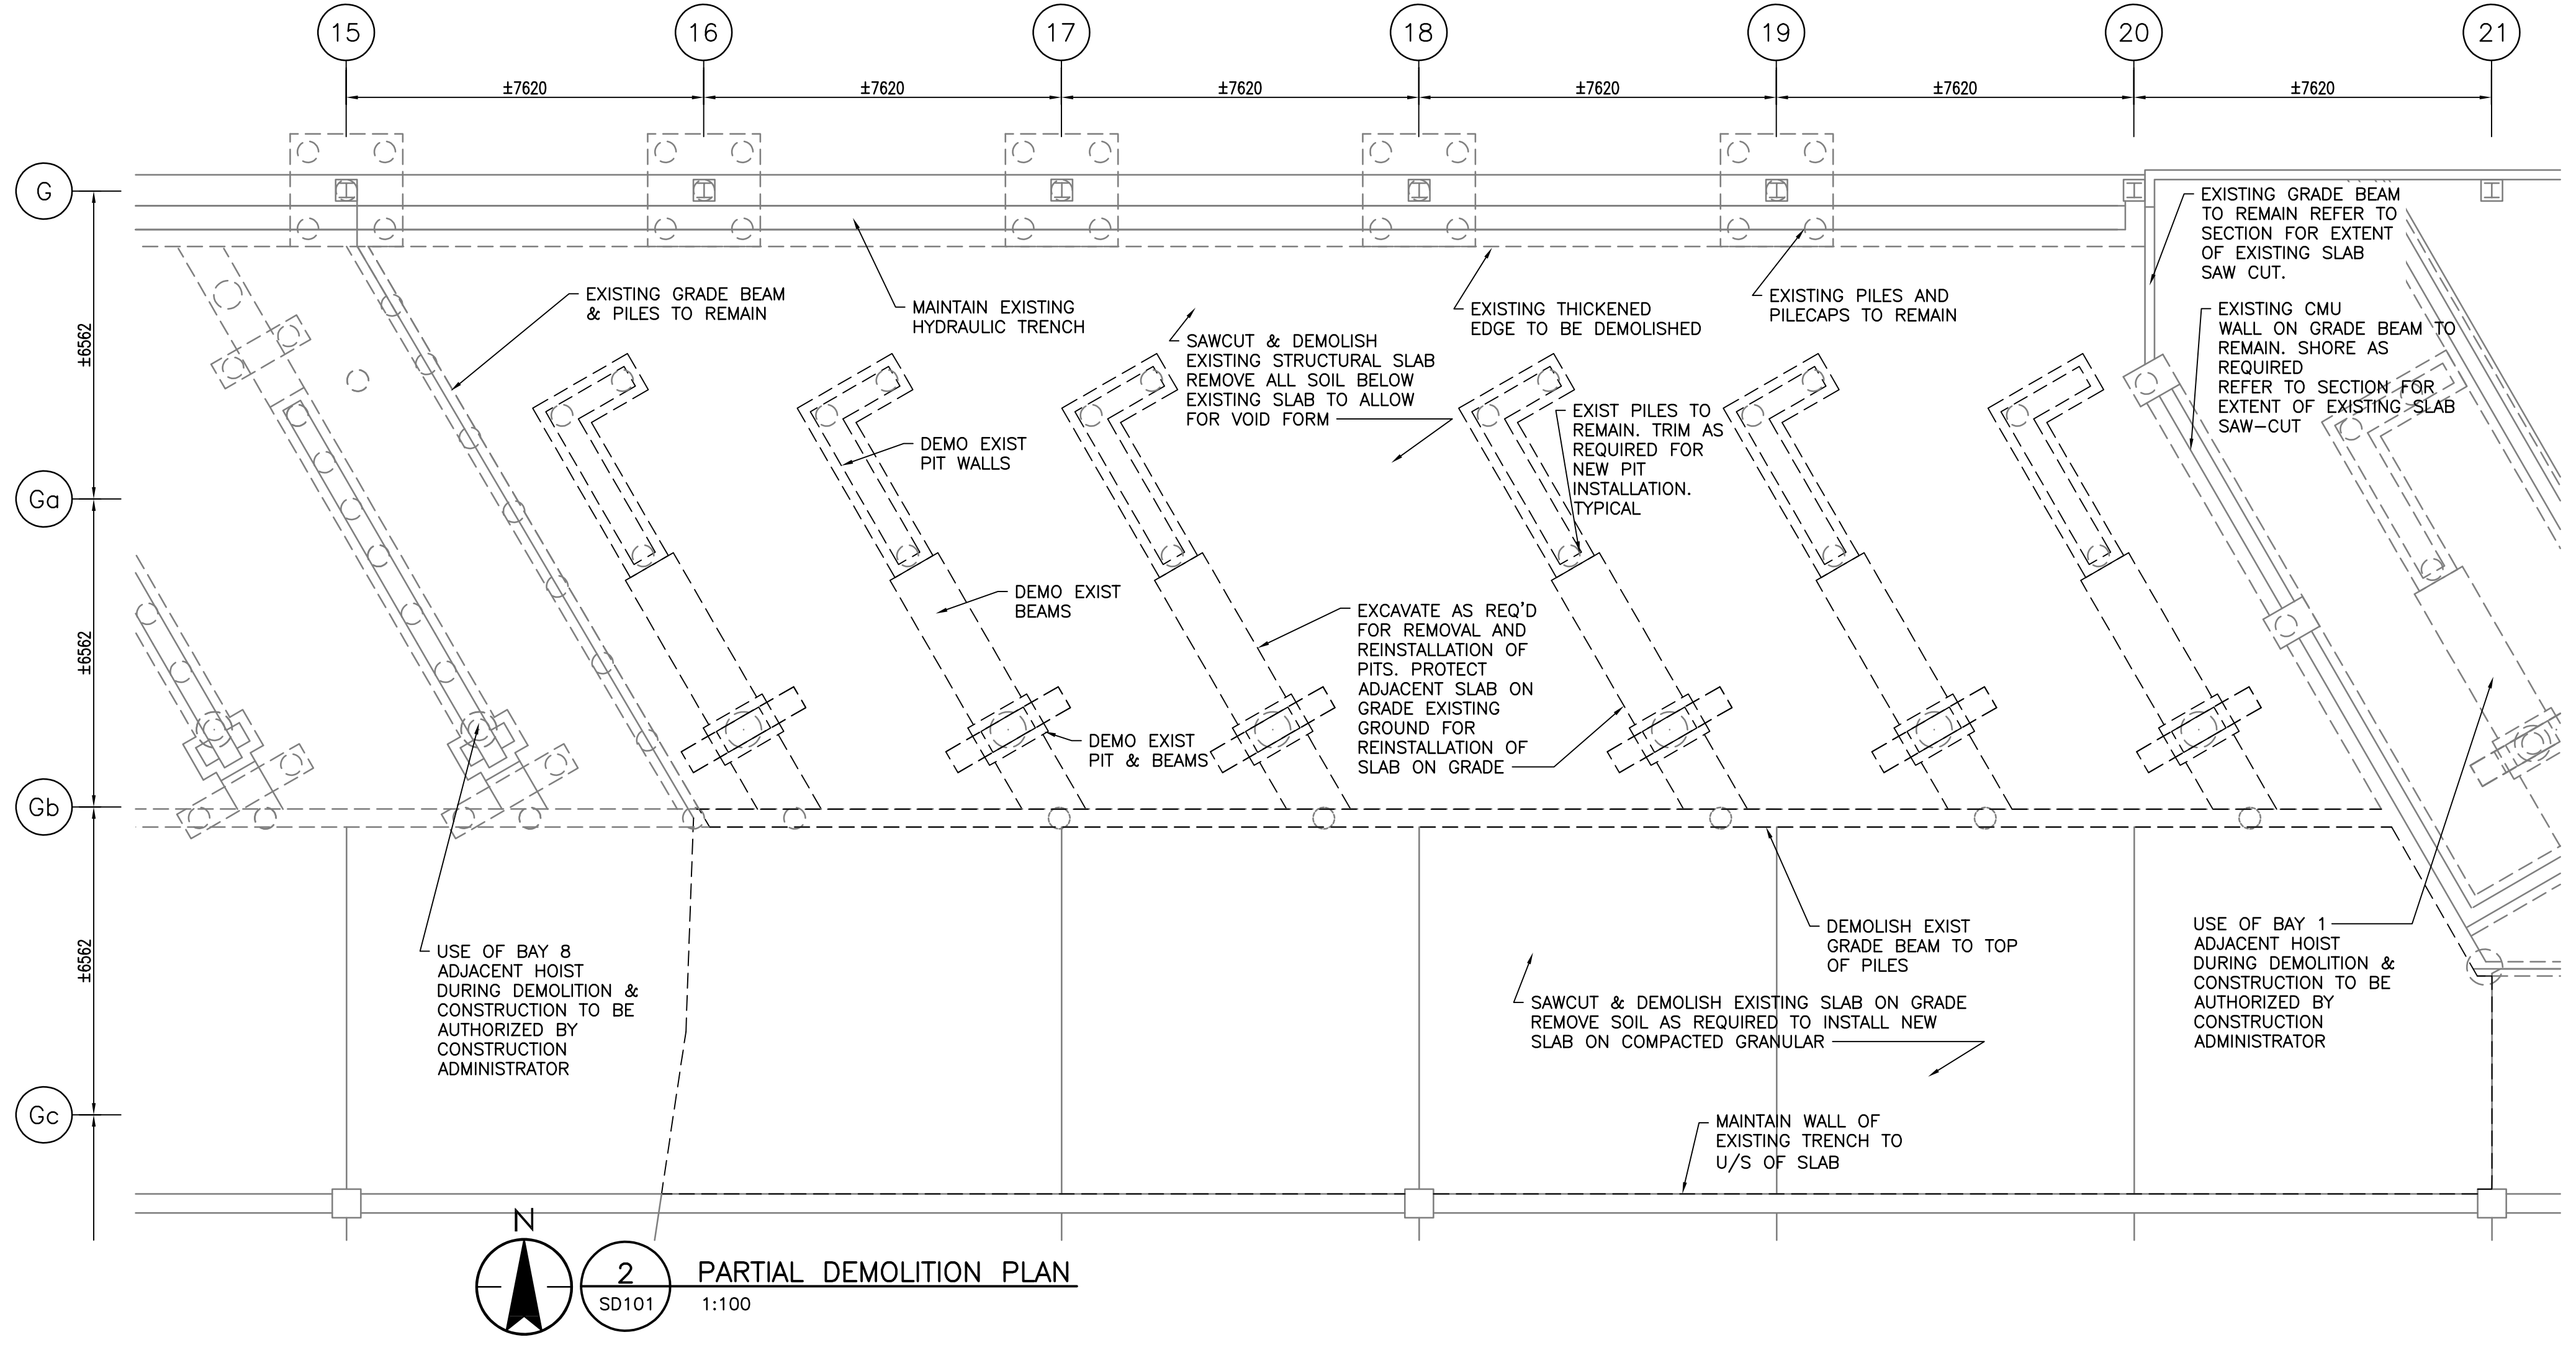 15 16 17 18 19 20 21
±7620 ±7620 ±7620 ±7620 ±7620 ±7620
G
Ga
Gb
Gc
±6562
±6562
±6562
EXISTING GRADE BEAM
& PILES TO REMAIN
MAINTAIN EXISTING
HYDRAULIC TRENCH
SAWCUT & DEMOLISH
EXISTING STRUCTURAL SLAB
REMOVE ALL SOIL BELOW
EXISTING SLAB TO ALLOW
FOR VOID FORM
EXISTING THICKENED
EDGE TO BE DEMOLISHED
EXISTING PILES AND
PILECAPS TO REMAIN
EXISTING GRADE BEAM
TO REMAIN REFER TO
SECTION FOR EXTENT
OF EXISTING SLAB
SAW CUT.
EXISTING CMU
WALL ON GRADE BEAM TO
REMAIN. SHORE AS
REQUIRED
REFER TO SECTION FOR
EXTENT OF EXISTING SLAB
SAW-CUT
DEMO EXIST
PIT WALLS
EXIST PILES TO
REMAIN. TRIM AS
REQUIRED FOR
NEW PIT
INSTALLATION.
TYPICAL
DEMO EXIST
BEAMS
EXCAVATE AS REQ'D
FOR REMOVAL AND
REINSTALLATION OF
PITS. PROTECT
ADJACENT SLAB ON
GRADE EXISTING
GROUND FOR
REINSTALLATION OF
SLAB ON GRADE
DEMO EXIST
PIT & BEAMS
USE OF BAY 8
ADJACENT HOIST
DURING DEMOLITION &
CONSTRUCTION TO BE
AUTHORIZED BY
CONSTRUCTION
ADMINISTRATOR
DEMOLISH EXIST
GRADE BEAM TO TOP
OF PILES
USE OF BAY 1
ADJACENT HOIST
DURING DEMOLITION &
CONSTRUCTION TO BE
AUTHORIZED BY
CONSTRUCTION
ADMINISTRATOR
SAWCUT & DEMOLISH EXISTING SLAB ON GRADE
REMOVE SOIL AS REQUIRED TO INSTALL NEW
SLAB ON COMPACTED GRANULAR
MAINTAIN WALL OF
EXISTING TRENCH TO
U/S OF SLAB
N
2
SD101
PARTIAL DEMOLITION PLAN
1:100